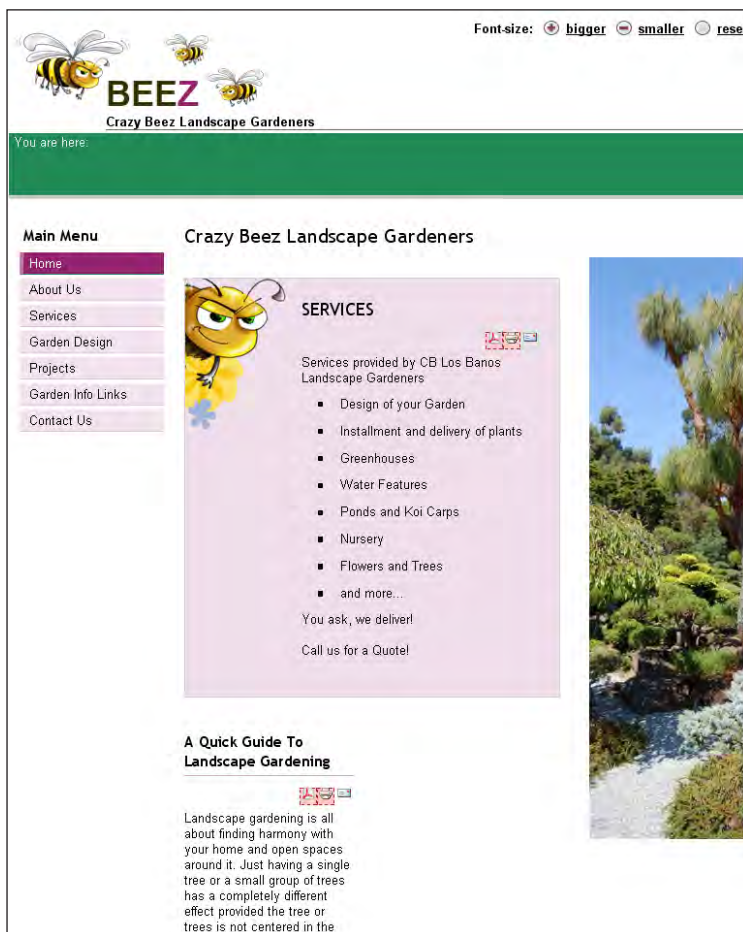 Font-size: bigger smaller rese
BEEZ
Crazy Beez Landscape Gardeners
You are here:
Main Menu
Home
About Us
Services
Garden Design
Projects
Garden Info Links
Contact Us
Crazy Beez Landscape Gardeners
SERVICES
Services provided by CB Los Banos
Landscape Gardeners
Design of your Garden
Installment and delivery of plants
Greenhouses
Water Features
Ponds and Koi Carps
Nursery
Flowers and Trees
and more...
You ask, we deliver!
Call us for a Quote!
A Quick Guide To
Landscape Gardening
Landscape gardening is all
about finding harmony with
your home and open spaces
around it. Just having a single
tree or a small group of trees
has a completely different
effect provided the tree or
trees is not centered in the